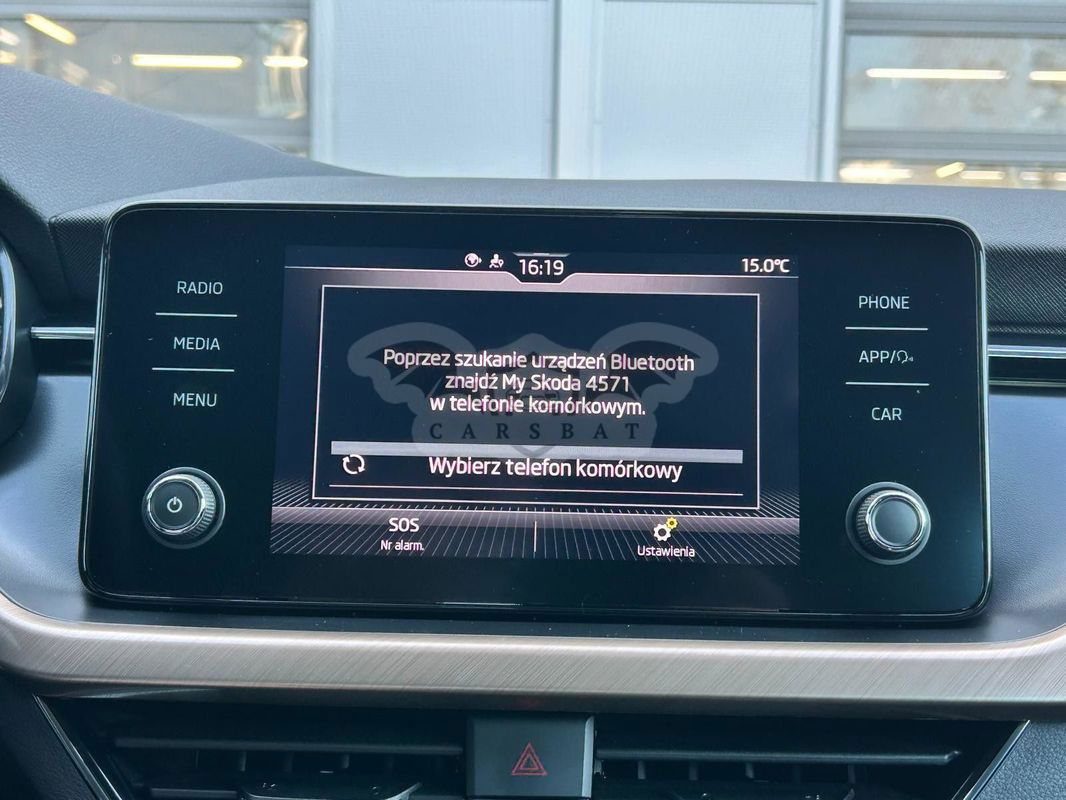 16:19
15.0°C
RADIO
MEDIA
MENU
PHONE
APP/
CAR
Poprzez szukanie urządzeń Bluetooth
znajdź My Skoda 4571
w telefonie komórkowym.
CARSBAT
Wybierz telefon komórkowy
SOS
Nr alarm.
Ustawienia